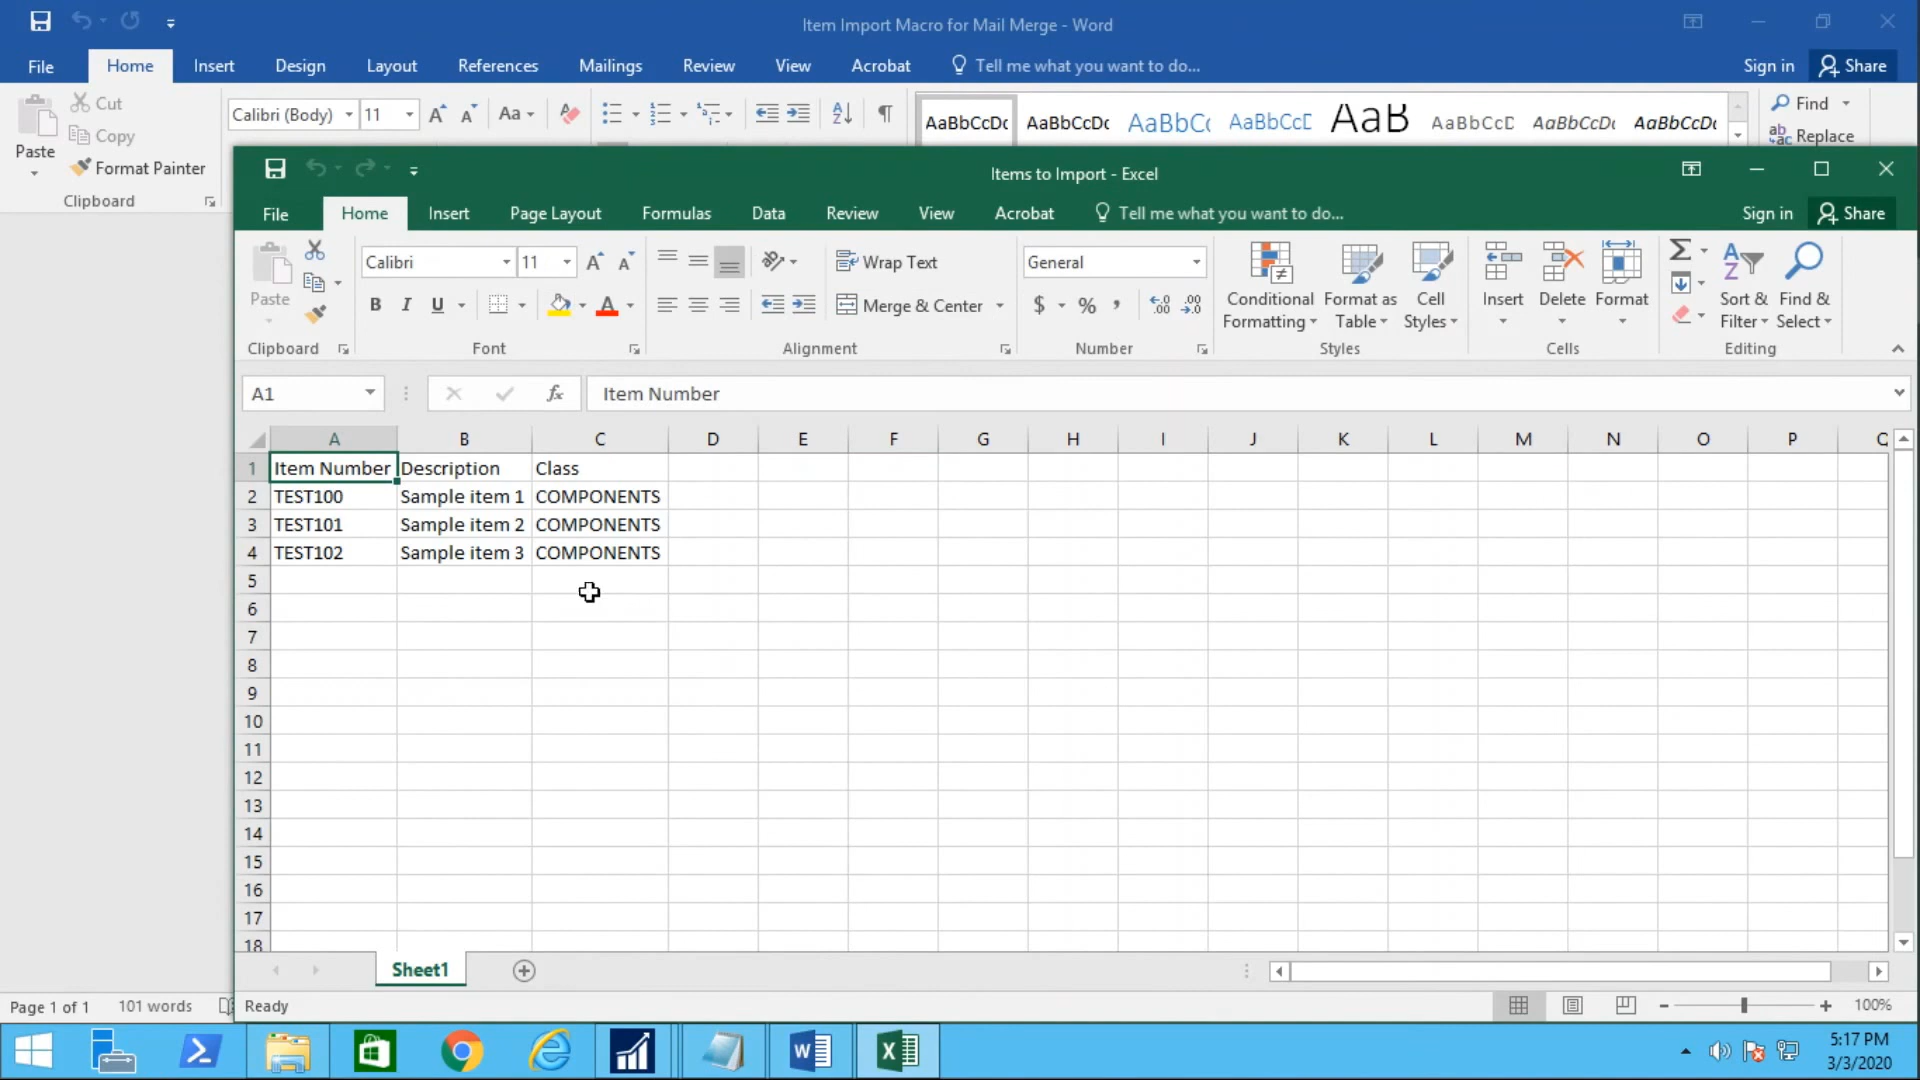 Item Import Macro for Mail Merge - Word
File Home Insert Design Layout References Mailings Review View Acrobat Tell me what you want to do... Sign in Share
Cut
Copy
Paste
Format Painter
Clipboard
Calibri (Body) 11 Aa
AaBbCcDc AaBbCcDc AaBbCc AaBbCcD AaB AaBbCcD AaBbCcDc AaBbCcDc
Find
Replace
Items to Import - Excel
File Home Insert Page Layout Formulas Data Review View Acrobat Tell me what you want to do... Sign in Share
Paste
Clipboard
Calibri 11
B I U
Font
Wrap Text
Merge & Center
Alignment
General
$ % ,
Number
Conditional Formatting
Format as Table
Cell Styles
Styles
Insert Delete Format
Cells
Sort & Filter
Find & Select
Editing
A1 fx Item Number
A B C D E F G H I J K L M N O P Q
1 Item Number Description Class
2 TEST100 Sample item 1 COMPONENTS
3 TEST101 Sample item 2 COMPONENTS
4 TEST102 Sample item 3 COMPONENTS
5
6
7
8
9
10
11
12
13
14
15
16
17
18
Sheet1
Page 1 of 1 101 words
Ready
100%
5:17 PM
3/3/2020